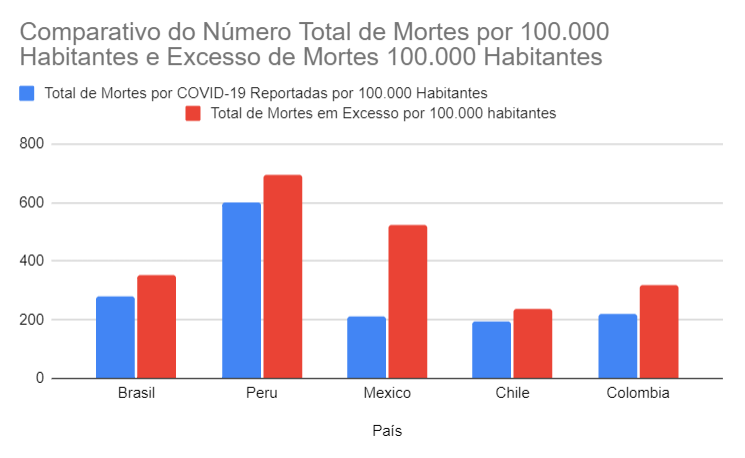 Comparativo do Número Total de Mortes por 100.000
Habitantes e Excesso de Mortes 100.000 Habitantes
Total de Mortes por COVID-19 Reportadas por 100.000 Habitantes
Total de Mortes em Excesso por 100.000 habitantes
800
600
400
200
0
Brasil
Peru
Mexico
Chile
Colombia
País